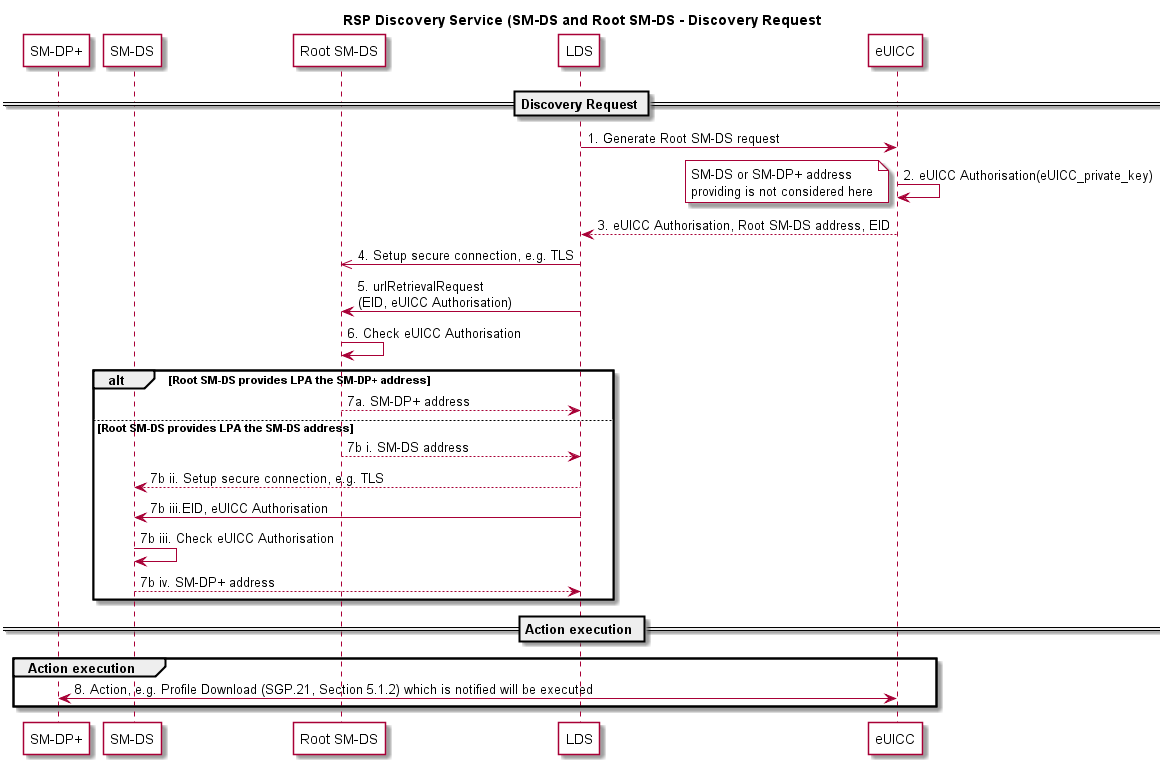 RSP Discovery Service (SM-DS and Root SM-DS - Discovery Request
SM-DP+
SM-DS
Root SM-DS
LDS
eUICC
Discovery Request
1. Generate Root SM-DS request
SM-DS or SM-DP+ address
providing is not considered here
2. eUICC Authorisation(eUICC_private_key)
3. eUICC Authorisation, Root SM-DS address, EID
4. Setup secure connection, e.g. TLS
5. urlRetrievalRequest
(EID, eUICC Authorisation)
6. Check eUICC Authorisation
alt
[Root SM-DS provides LPA the SM-DP+ address]
7a. SM-DP+ address
[Root SM-DS provides LPA the SM-DS address]
7b i. SM-DS address
7b ii. Setup secure connection, e.g. TLS
7b iii.EID, eUICC Authorisation
7b iii. Check eUICC Authorisation
7b iv. SM-DP+ address
Action execution
Action execution
8. Action, e.g. Profile Download (SGP.21, Section 5.1.2) which is notified will be executed
SM-DP+
SM-DS
Root SM-DS
LDS
eUICC